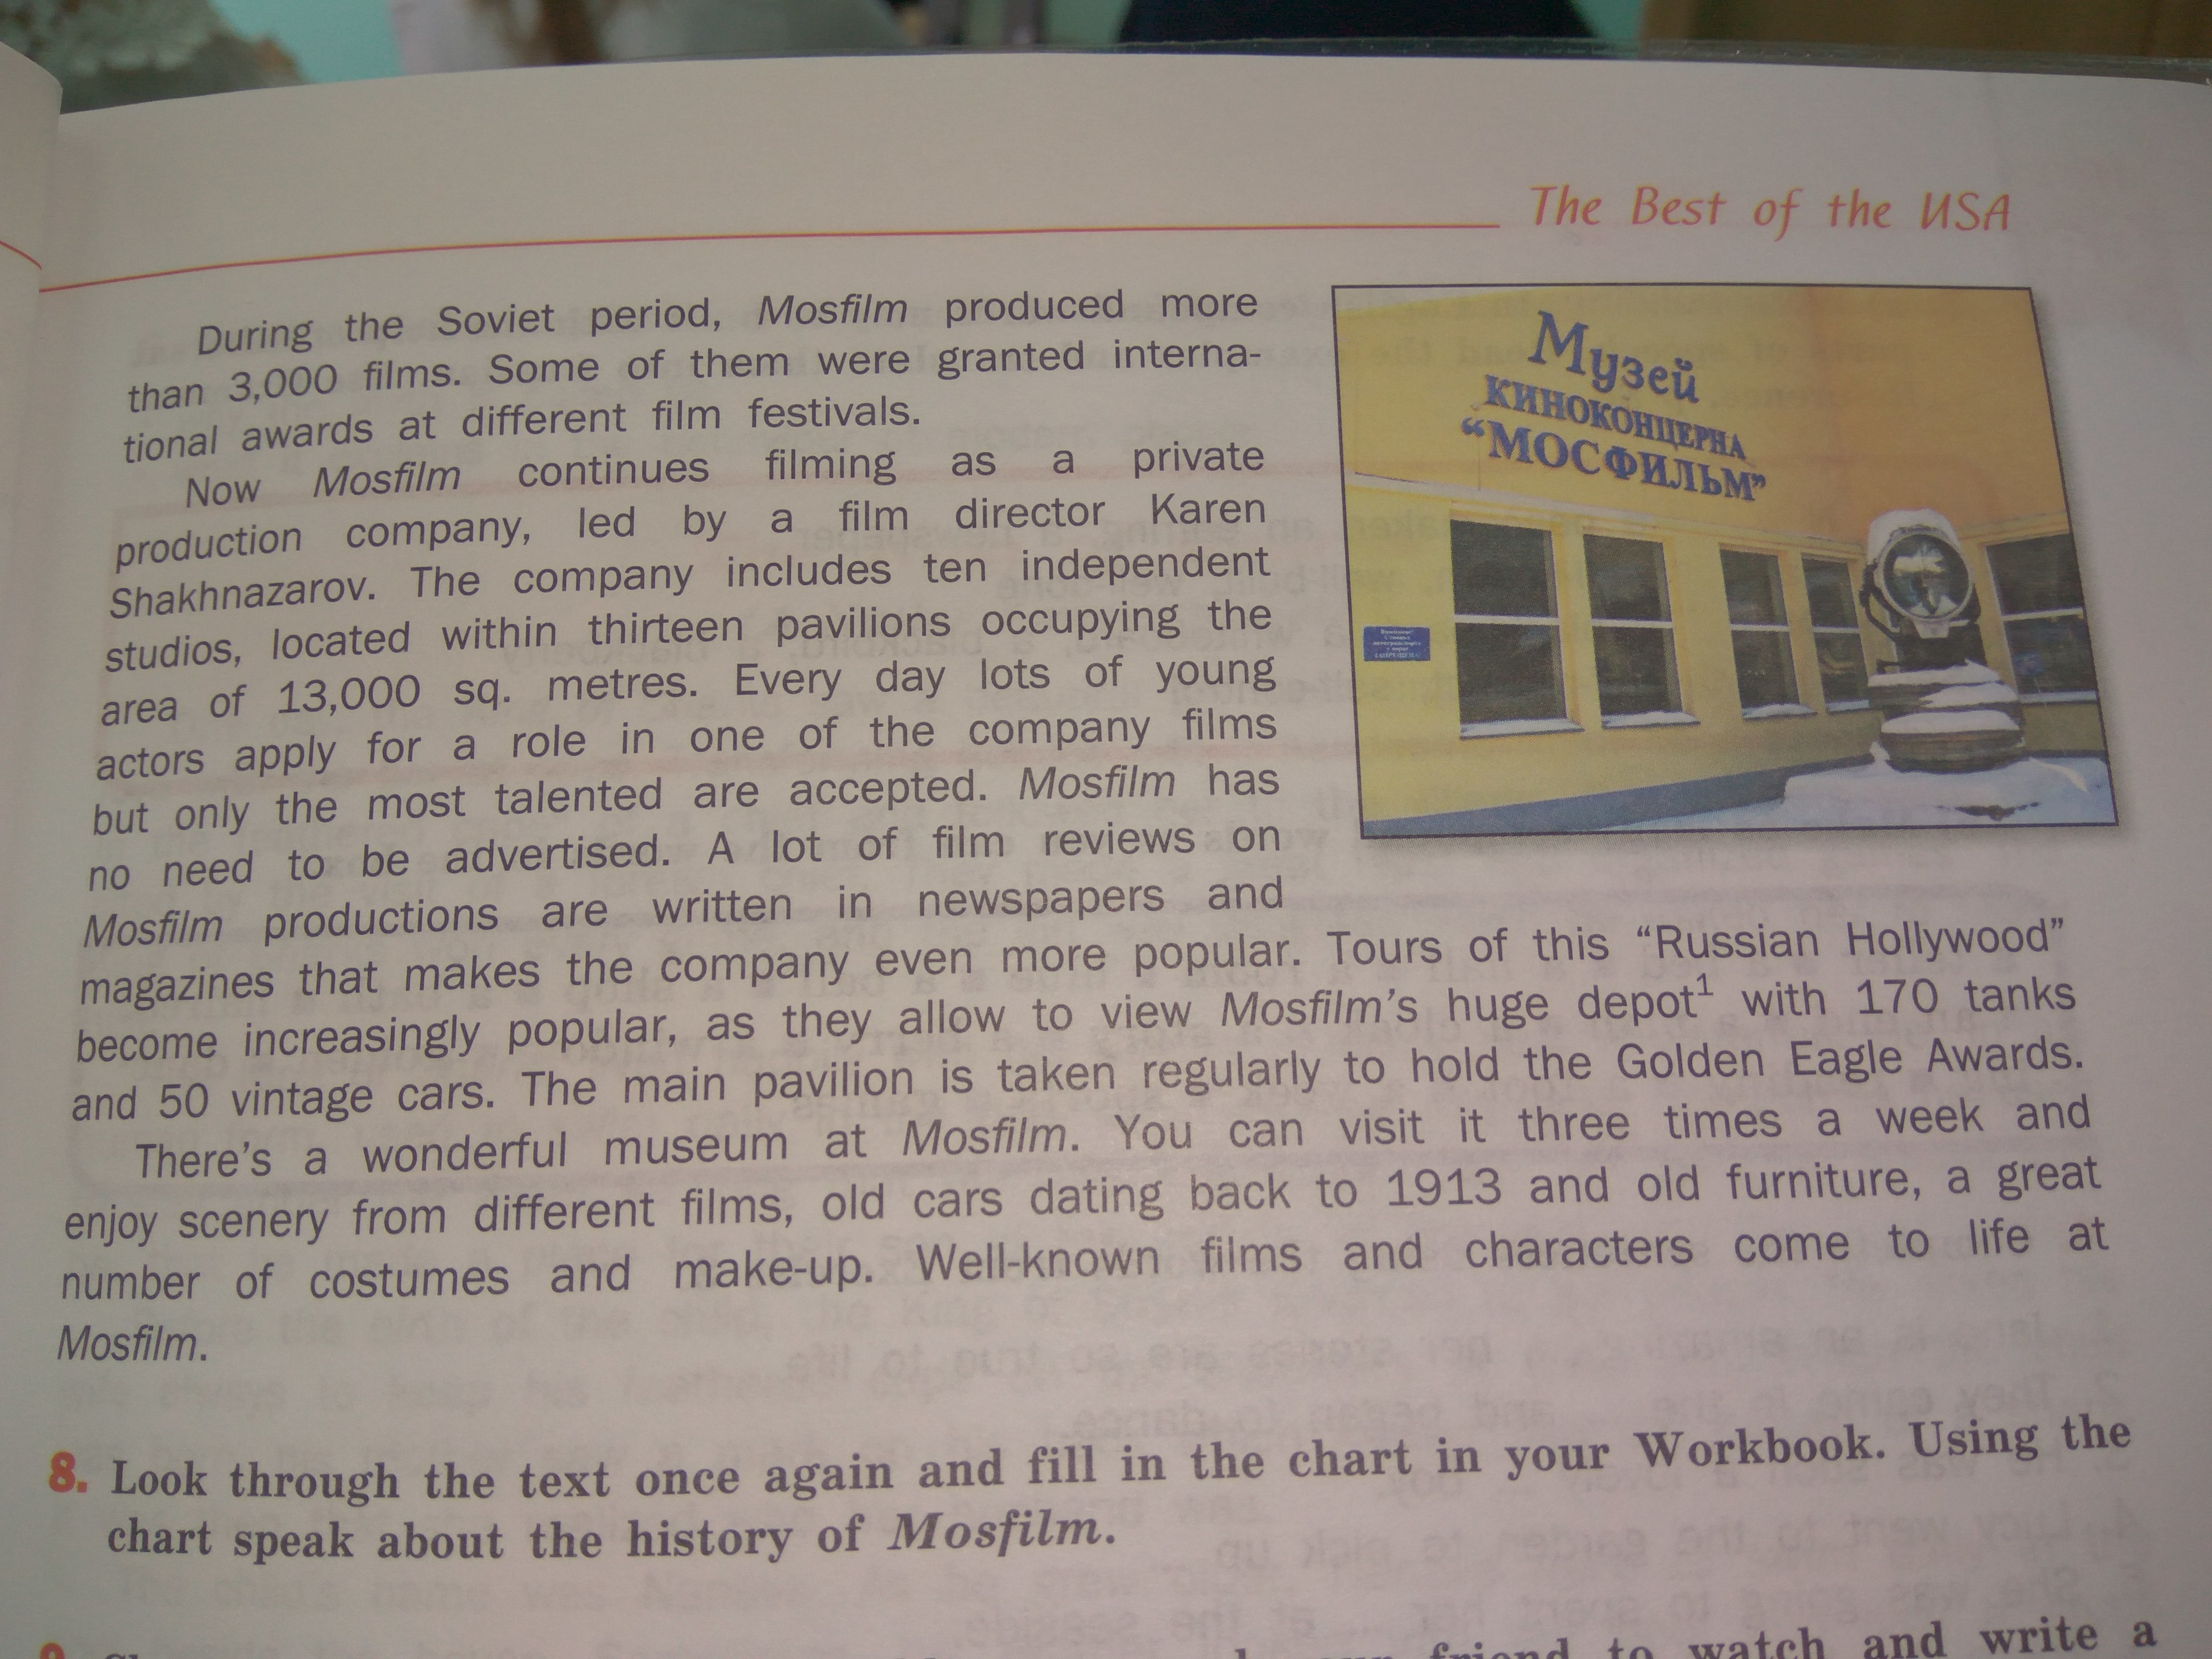 The Best of the USA
During the Soviet period, Mosfilm produced more
than 3,000 films. Some of them were granted interna-
tional awards at different film festivals.
Now Mosfilm continues filming as a private
production company, led by a film director Karen
Shakhnazarov. The company includes ten independent
studios, located within thirteen pavilions occupying the
area of 13,000 sq. metres. Every day lots of young
actors apply for a role in one of the company films
but only the most talented are accepted. Mosfilm has
no need to be advertised. A lot of film reviews on
Mosfilm productions are written in newspapers and
magazines that makes the company even more popular. Tours of this “Russian Hollywood”
become increasingly popular, as they allow to view Mosfilm’s huge depot¹ with 170 tanks
and 50 vintage cars. The main pavilion is taken regularly to hold the Golden Eagle Awards.
There’s a wonderful museum at Mosfilm. You can visit it three times a week and
enjoy scenery from different films, old cars dating back to 1913 and old furniture, a great
number of costumes and make-up. Well-known films and characters come to life at
Mosfilm.
Музей
КИНОКОНЦЕРНА
“МОСФИЛЬМ”
8. Look through the text once again and fill in the chart in your Workbook. Using the
chart speak about the history of Mosfilm.
friend to watch and write a